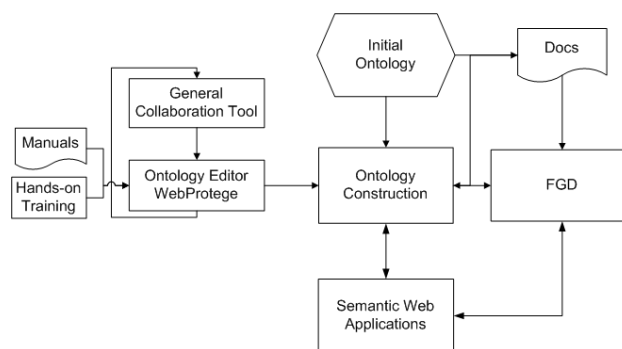 Initial
Ontology
Docs
General
Collaboration Tool
Manuals
Hands-on
Training
Ontology Editor
WebProtege
Ontology
Construction
FGD
Semantic Web
Applications